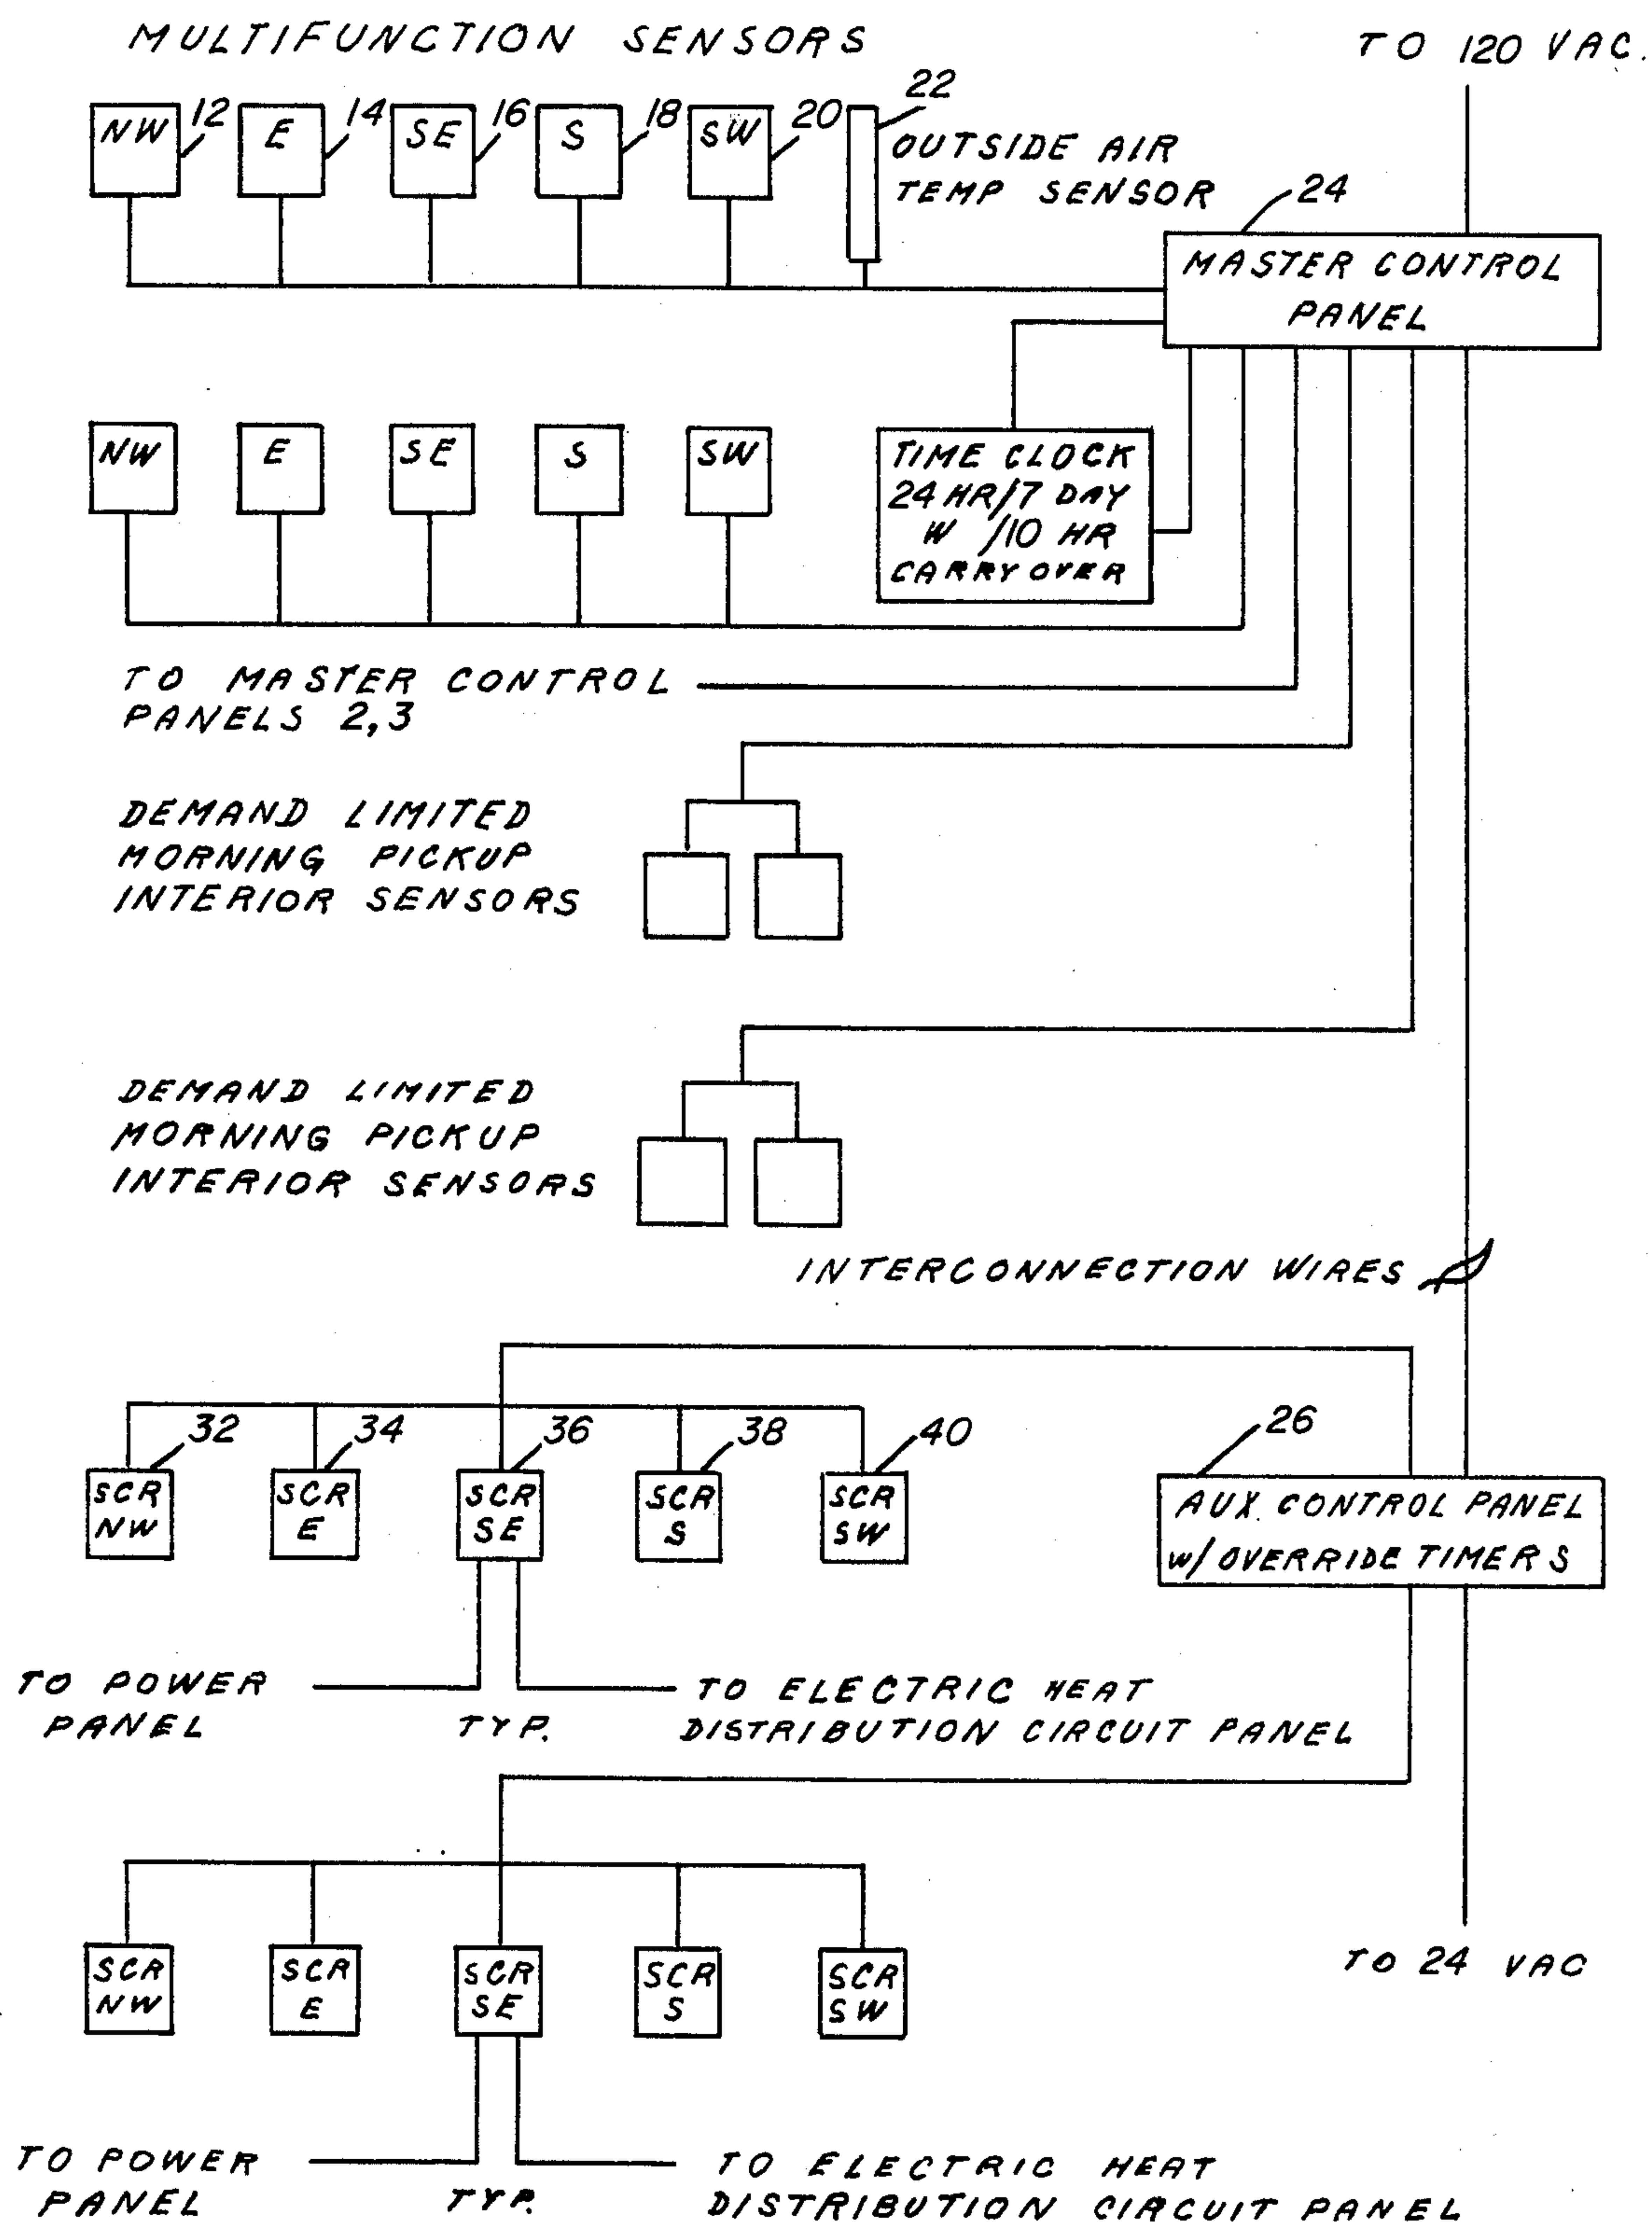 MULTIFUNCTION SENSORS
TO 120 VAC.
NW 12 E 14 SE 16 S 18 SW 20 22
OUTSIDE AIR
TEMP SENSOR
24
MASTER CONTROL
PANEL
NW E SE S SW
TIME CLOCK
24 HR/7 DAY
W /10 HR
CARRY OVER
TO MASTER CONTROL
PANELS 2,3
DEMAND LIMITED
MORNING PICKUP
INTERIOR SENSORS
DEMAND LIMITED
MORNING PICKUP
INTERIOR SENSORS
INTERCONNECTION WIRES
32 34 36 38 40
26
SCR SCR SCR SCR SCR
NW E SE S SW
AUX. CONTROL PANEL
W/ OVERRIDE TIMERS
TO POWER
PANEL
TYP.
TO ELECTRIC HEAT
DISTRIBUTION CIRCUIT PANEL
SCR SCR SCR SCR SCR
NW E SE S SW
TO 24 VAC
TO POWER
PANEL
TYP.
TO ELECTRIC HEAT
DISTRIBUTION CIRCUIT PANEL